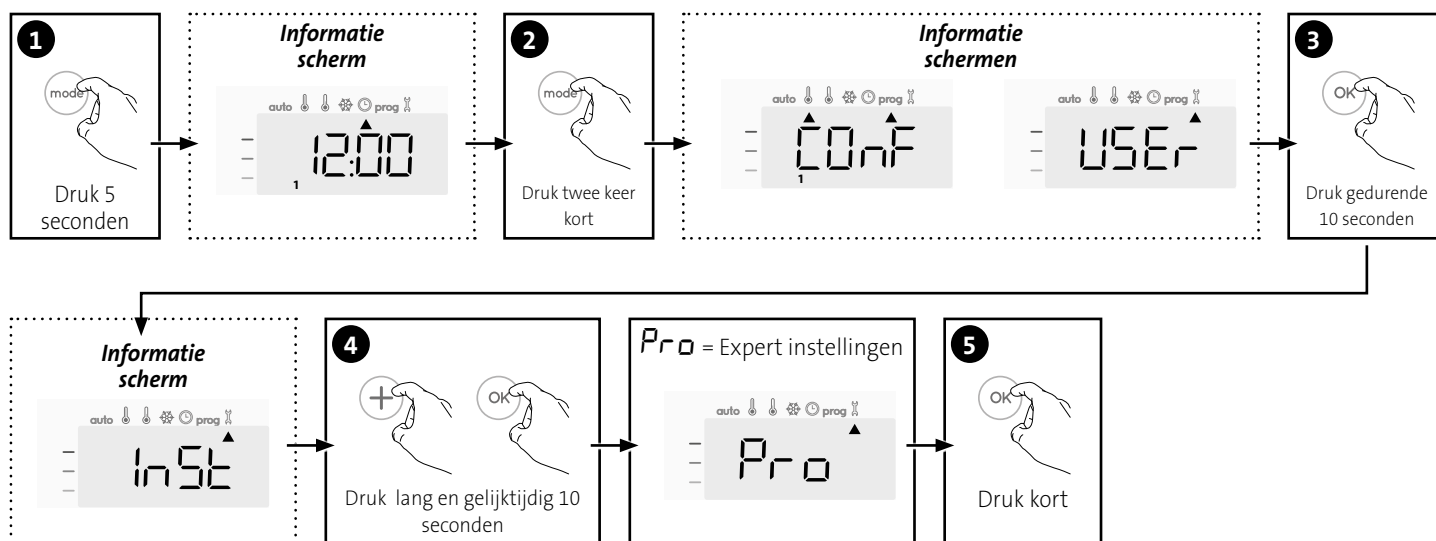 1
mode
Druk 5
seconden
Informatie
scherm
auto prog
12:00
1
2
mode
Druk twee keer
kort
Informatie
schermen
auto prog
COnF
1
auto prog
USEr
3
OK
Druk gedurende
10 seconden
Informatie
scherm
auto prog
InSt
4
+
OK
Druk lang en gelijktijdig 10
seconden
Pro = Expert instellingen
auto prog
Pro
5
OK
Druk kort